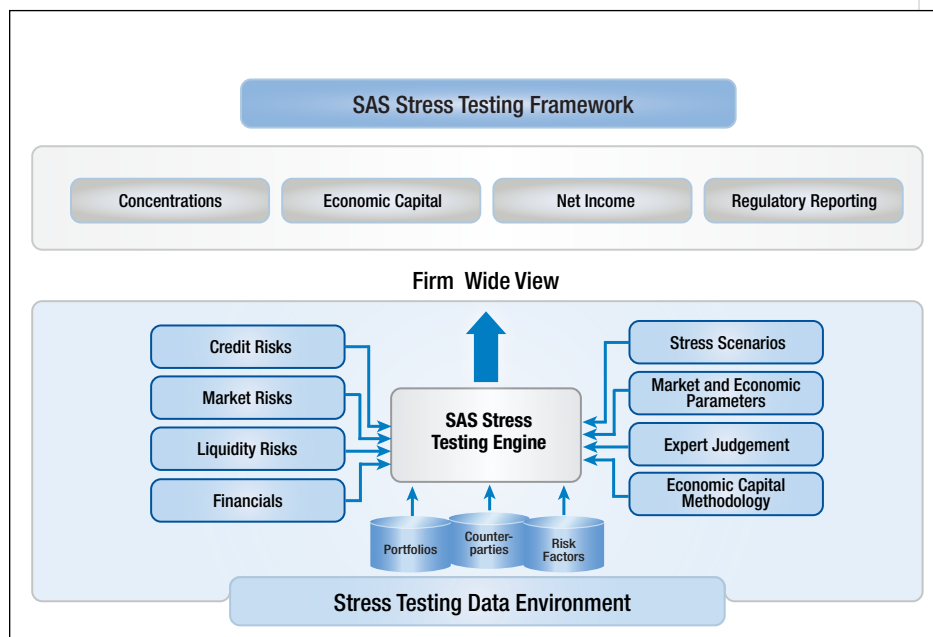 SAS Stress Testing Framework
Concentrations
Economic Capital
Net Income
Regulatory Reporting
Firm Wide View
Credit Risks
Market Risks
Liquidity Risks
Financials
SAS Stress
Testing Engine
Stress Scenarios
Market and Economic
Parameters
Expert Judgement
Economic Capital
Methodology
Portfolios
Counter-
parties
Risk
Factors
Stress Testing Data Environment